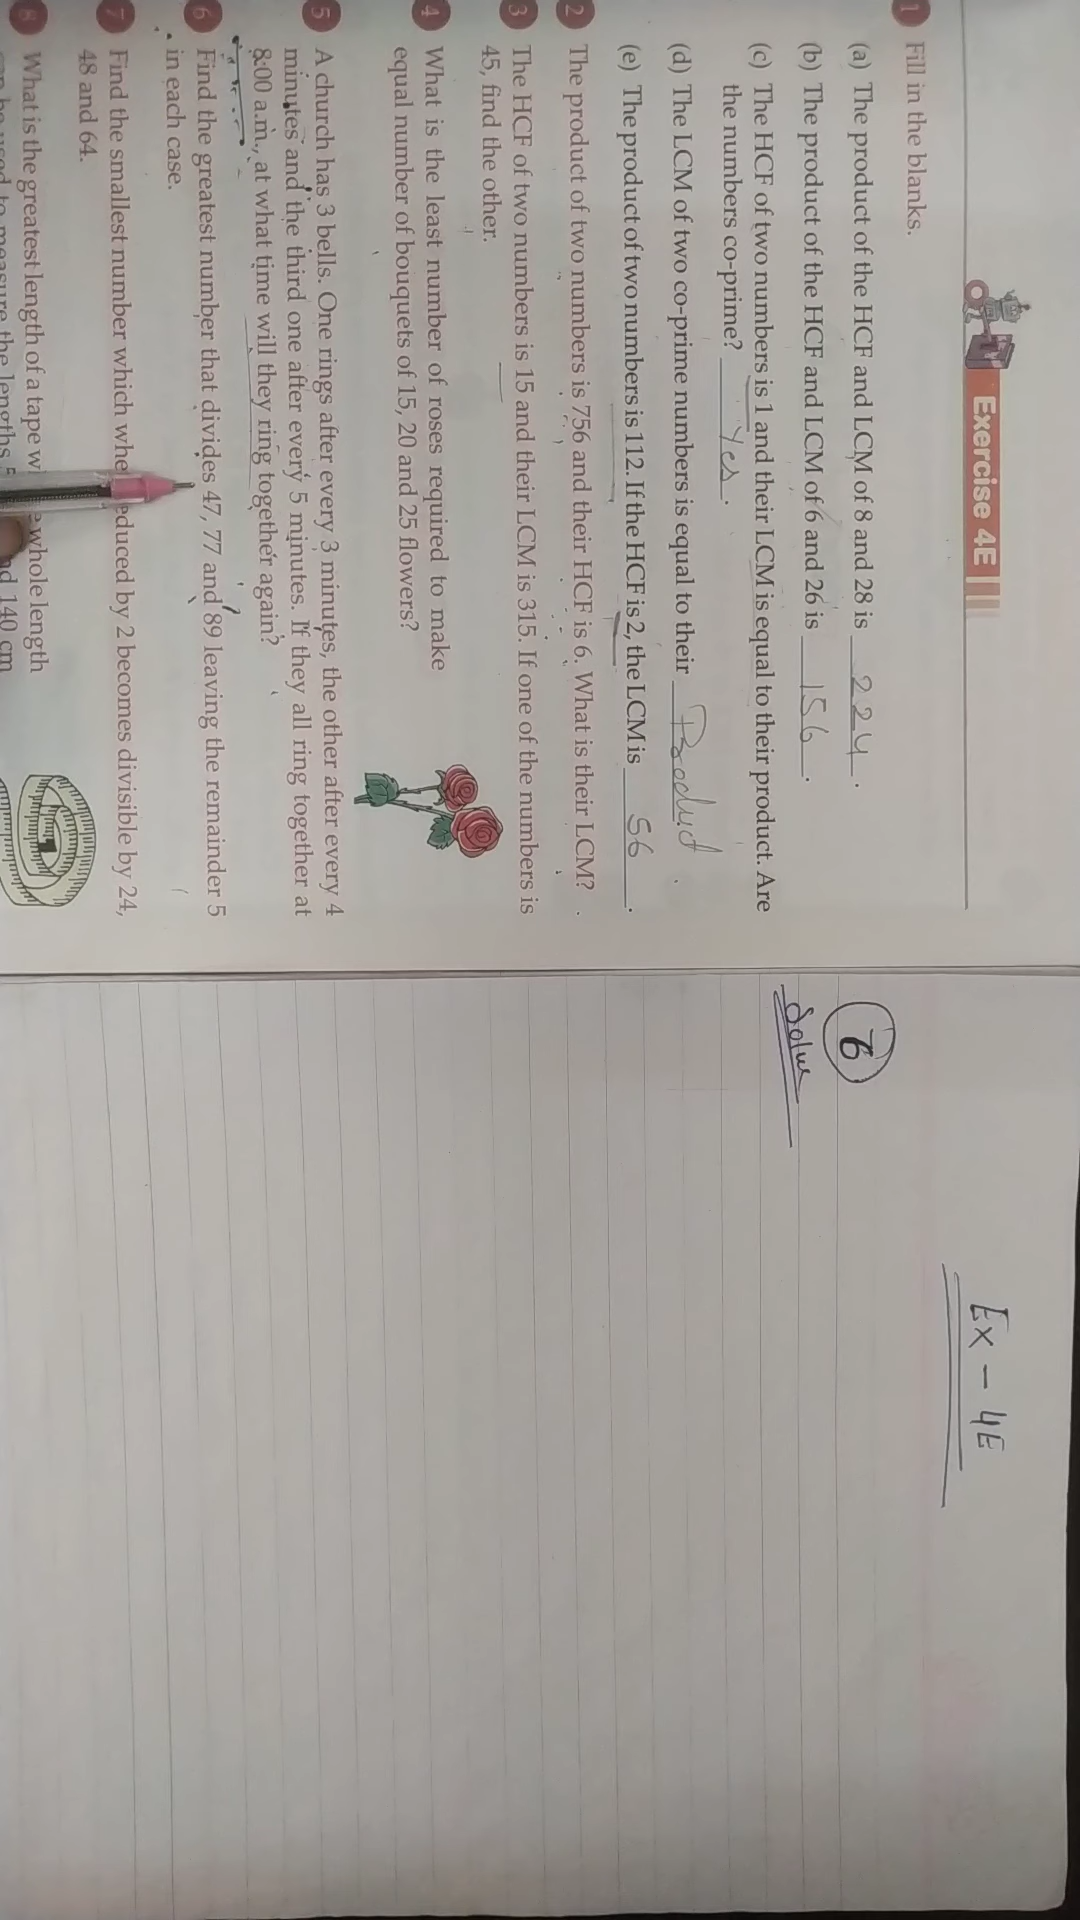 Exercise 4E
1 Fill in the blanks.
(a) The product of the HCF and LCM of 8 and 28 is 224.
(b) The product of the HCF and LCM of 6 and 26 is 156.
(c) The HCF of two numbers is 1 and their LCM is equal to their product. Are
the numbers co-prime? Yes.
(d) The LCM of two co-prime numbers is equal to their Product.
(e) The product of two numbers is 112. If the HCF is 2, the LCM is 56.
2 The product of two numbers is 756 and their HCF is 6. What is their LCM?
3 The HCF of two numbers is 15 and their LCM is 315. If one of the numbers is
45, find the other.
4 What is the least number of roses required to make
equal number of bouquets of 15, 20 and 25 flowers?
5 A church has 3 bells. One rings after every 3 minutes, the other after every 4
minutes and the third one after every 5 minutes. If they all ring together at
8:00 a.m., at what time will they ring together again?
6 Find the greatest number that divides 47, 77 and 89 leaving the remainder 5
in each case.
7 Find the smallest number which whe educed by 2 becomes divisible by 24,
48 and 64.
8 What is the greatest length of a tape w e whole length
to measure the lengths d 140 cm
Ex - 4E
6
Solue